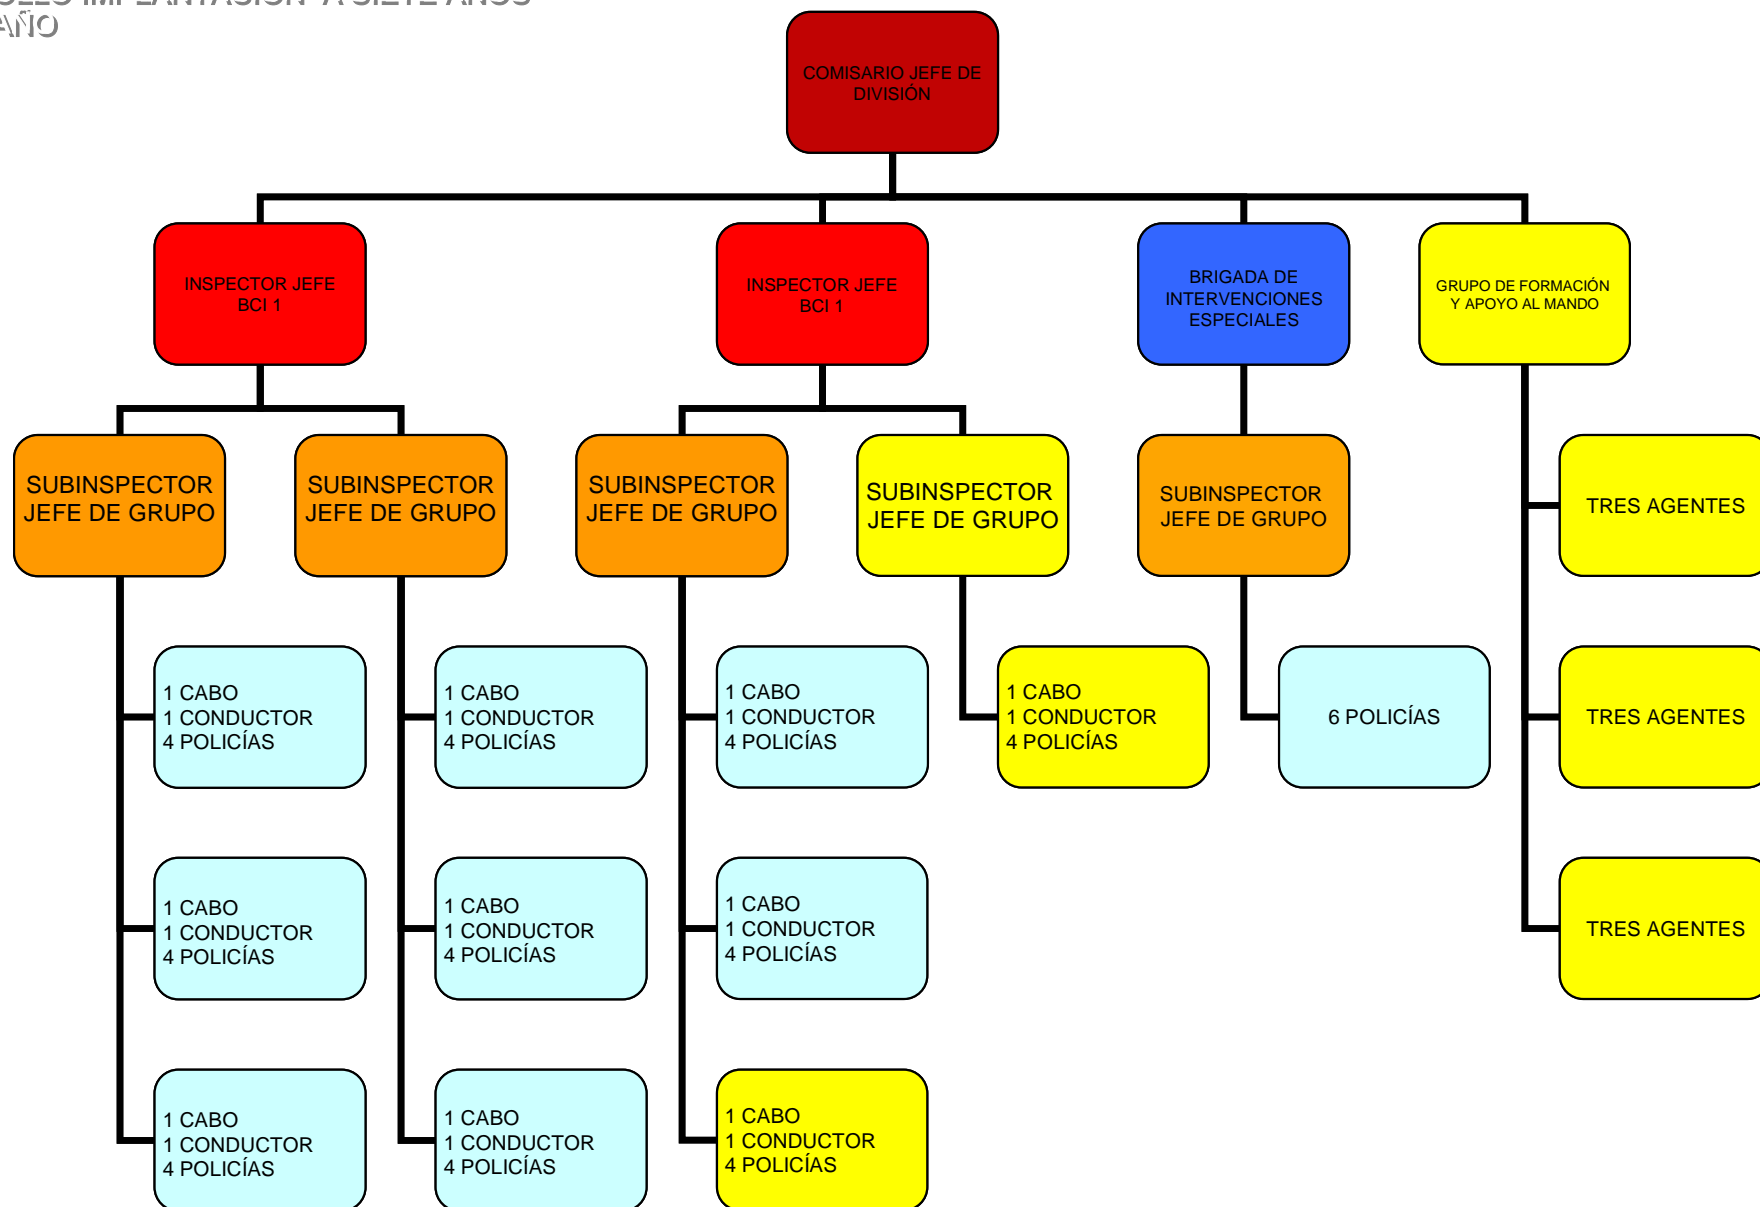 IMPLANTASIÓN A SIETE AÑOS
AÑO
COMISARIO JEFE DE
DIVISIÓN
INSPECTOR JEFE
BCI 1
INSPECTOR JEFE
BCI 1
BRIGADA DE
INTERVENCIONES
ESPECIALES
GRUPO DE FORMACIÓN
Y APOYO AL MANDO
SUBINSPECTOR
JEFE DE GRUPO
SUBINSPECTOR
JEFE DE GRUPO
SUBINSPECTOR
JEFE DE GRUPO
SUBINSPECTOR
JEFE DE GRUPO
SUBINSPECTOR
JEFE DE GRUPO
TRES AGENTES
1 CABO
1 CONDUCTOR
4 POLICÍAS
1 CABO
1 CONDUCTOR
4 POLICÍAS
1 CABO
1 CONDUCTOR
4 POLICÍAS
1 CABO
1 CONDUCTOR
4 POLICÍAS
6 POLICÍAS
TRES AGENTES
1 CABO
1 CONDUCTOR
4 POLICÍAS
1 CABO
1 CONDUCTOR
4 POLICÍAS
1 CABO
1 CONDUCTOR
4 POLICÍAS
TRES AGENTES
1 CABO
1 CONDUCTOR
4 POLICÍAS
1 CABO
1 CONDUCTOR
4 POLICÍAS
1 CABO
1 CONDUCTOR
4 POLICÍAS